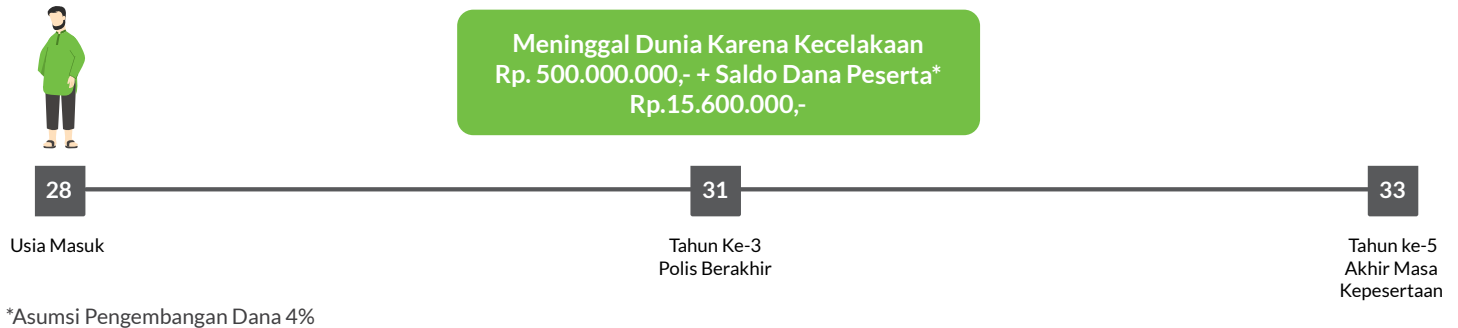 Meninggal Dunia Karena Kecelakaan
Rp. 500.000.000,- + Saldo Dana Peserta*
Rp.15.600.000,-
28
31
33
Usia Masuk
Tahun Ke-3
Polis Berakhir
Tahun ke-5
Akhir Masa
Kepesertaan
*Asumsi Pengembangan Dana 4%